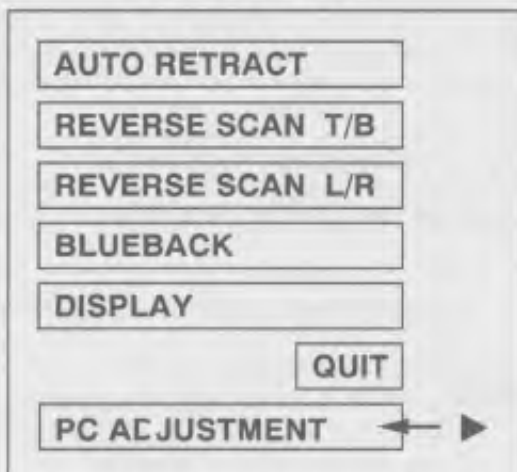 AUTO RETRACT
REVERSE SCAN T/B
REVERSE SCAN L/R
BLUEBACK
DISPLAY
QUIT
PC ADJUSTMENT